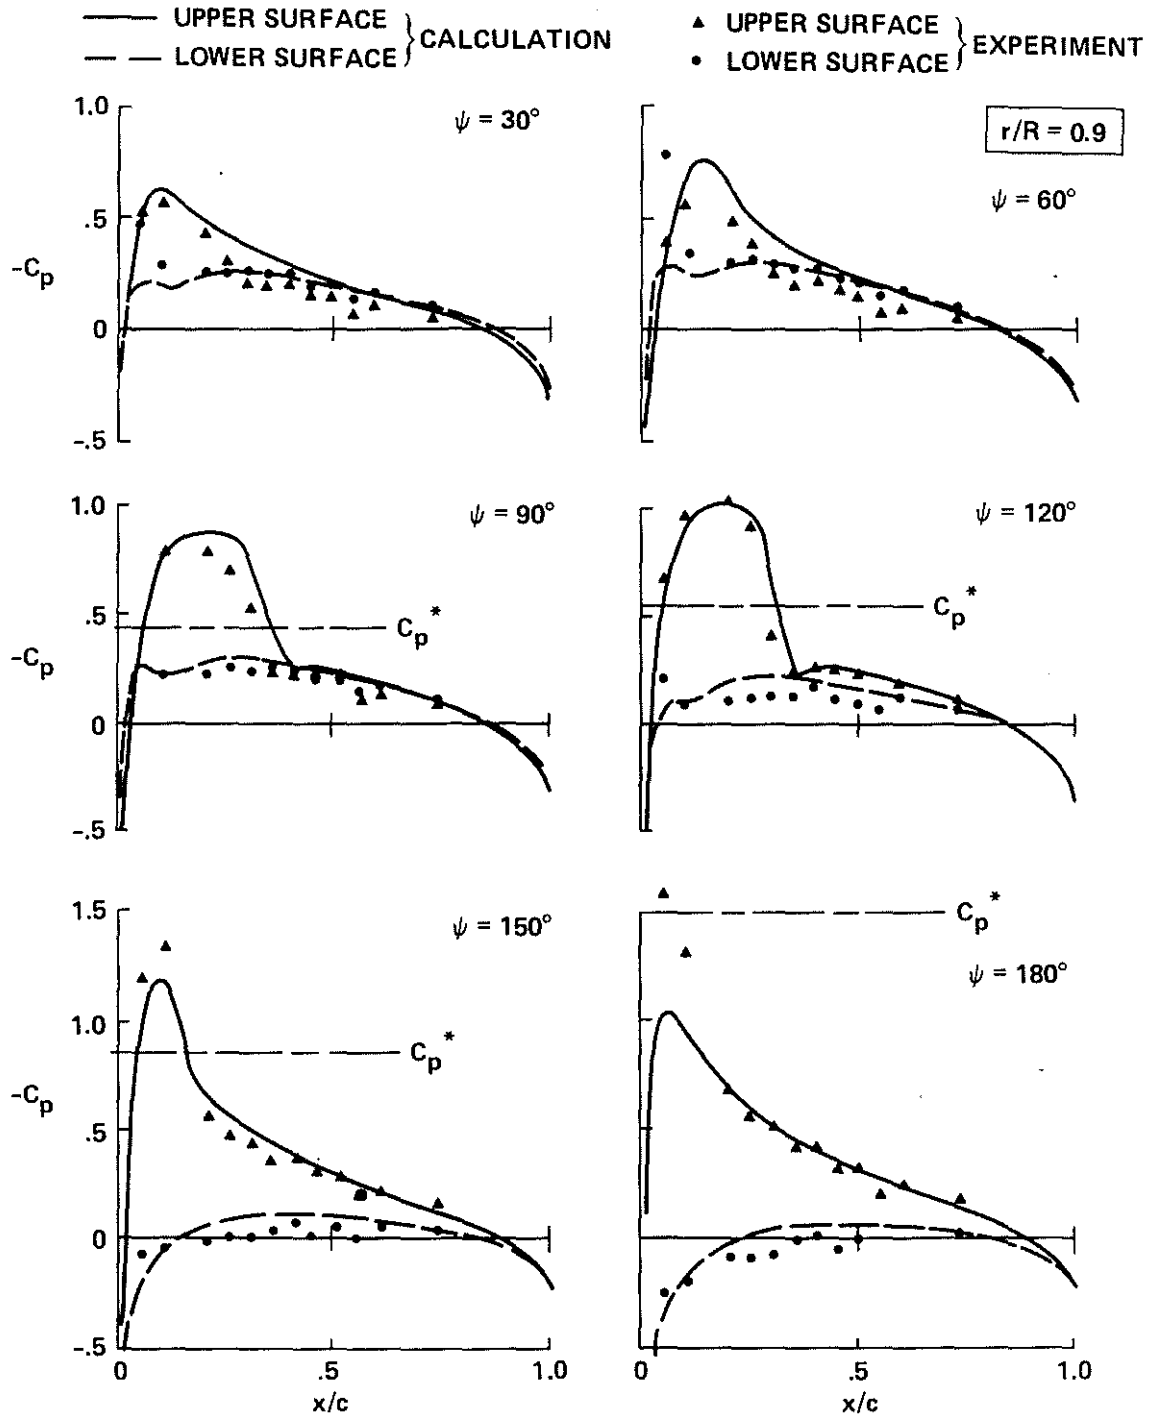 UPPER SURFACE
LOWER SURFACE
CALCULATION
UPPER SURFACE
LOWER SURFACE
EXPERIMENT
r/R = 0.9
1.0
.5
0
-.5
-Cp
ψ = 30°
ψ = 60°
1.0
.5
0
-.5
-Cp
ψ = 90°
Cp*
ψ = 120°
Cp*
1.5
1.0
.5
0
-.5
-Cp
ψ = 150°
Cp*
0
.5
1.0
x/c
Cp*
ψ = 180°
0
.5
1.0
x/c